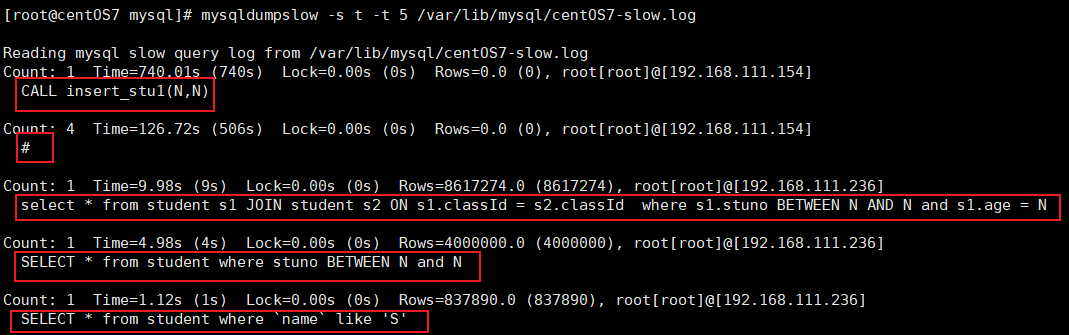 [root@centOS7 mysql]# mysqldumpslow -s t -t 5 /var/lib/mysql/centOS7-slow.log
Reading mysql slow query log from /var/lib/mysql/centOS7-slow.log
Count: 1  Time=740.01s (740s)  Lock=0.00s (0s)  Rows=0.0 (0), root[root]@[192.168.111.154]
  CALL insert_stu1(N,N)
Count: 4  Time=126.72s (506s)  Lock=0.00s (0s)  Rows=0.0 (0), root[root]@[192.168.111.154]
  #
Count: 1  Time=9.98s (9s)  Lock=0.00s (0s)  Rows=8617274.0 (8617274), root[root]@[192.168.111.236]
  select * from student s1 JOIN student s2 ON s1.classId = s2.classId  where s1.stuno BETWEEN N AND N and s1.age = N
Count: 1  Time=4.98s (4s)  Lock=0.00s (0s)  Rows=4000000.0 (4000000), root[root]@[192.168.111.236]
  SELECT * from student where stuno BETWEEN N and N
Count: 1  Time=1.12s (1s)  Lock=0.00s (0s)  Rows=837890.0 (837890), root[root]@[192.168.111.236]
  SELECT * from student where `name` like 'S'